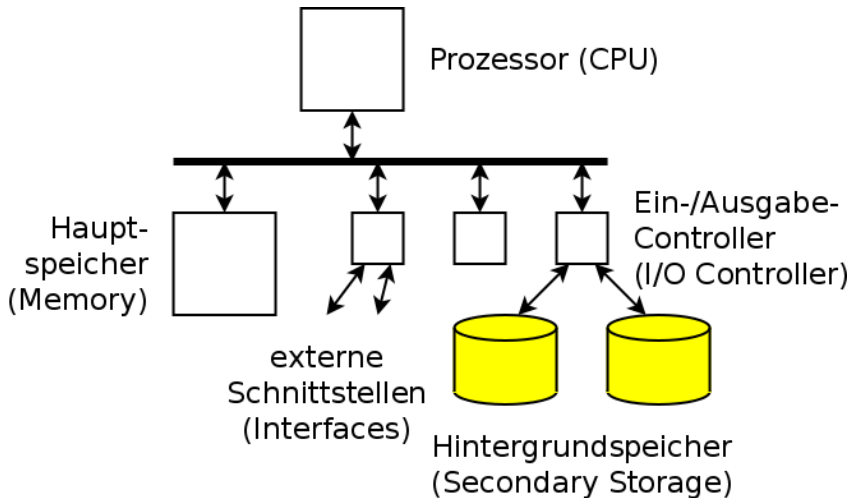 Prozessor (CPU)
Haupt-
speicher
(Memory)
Ein-/Ausgabe-
Controller
(I/O Controller)
externe
Schnittstellen
(Interfaces)
Hintergrundspeicher
(Secondary Storage)